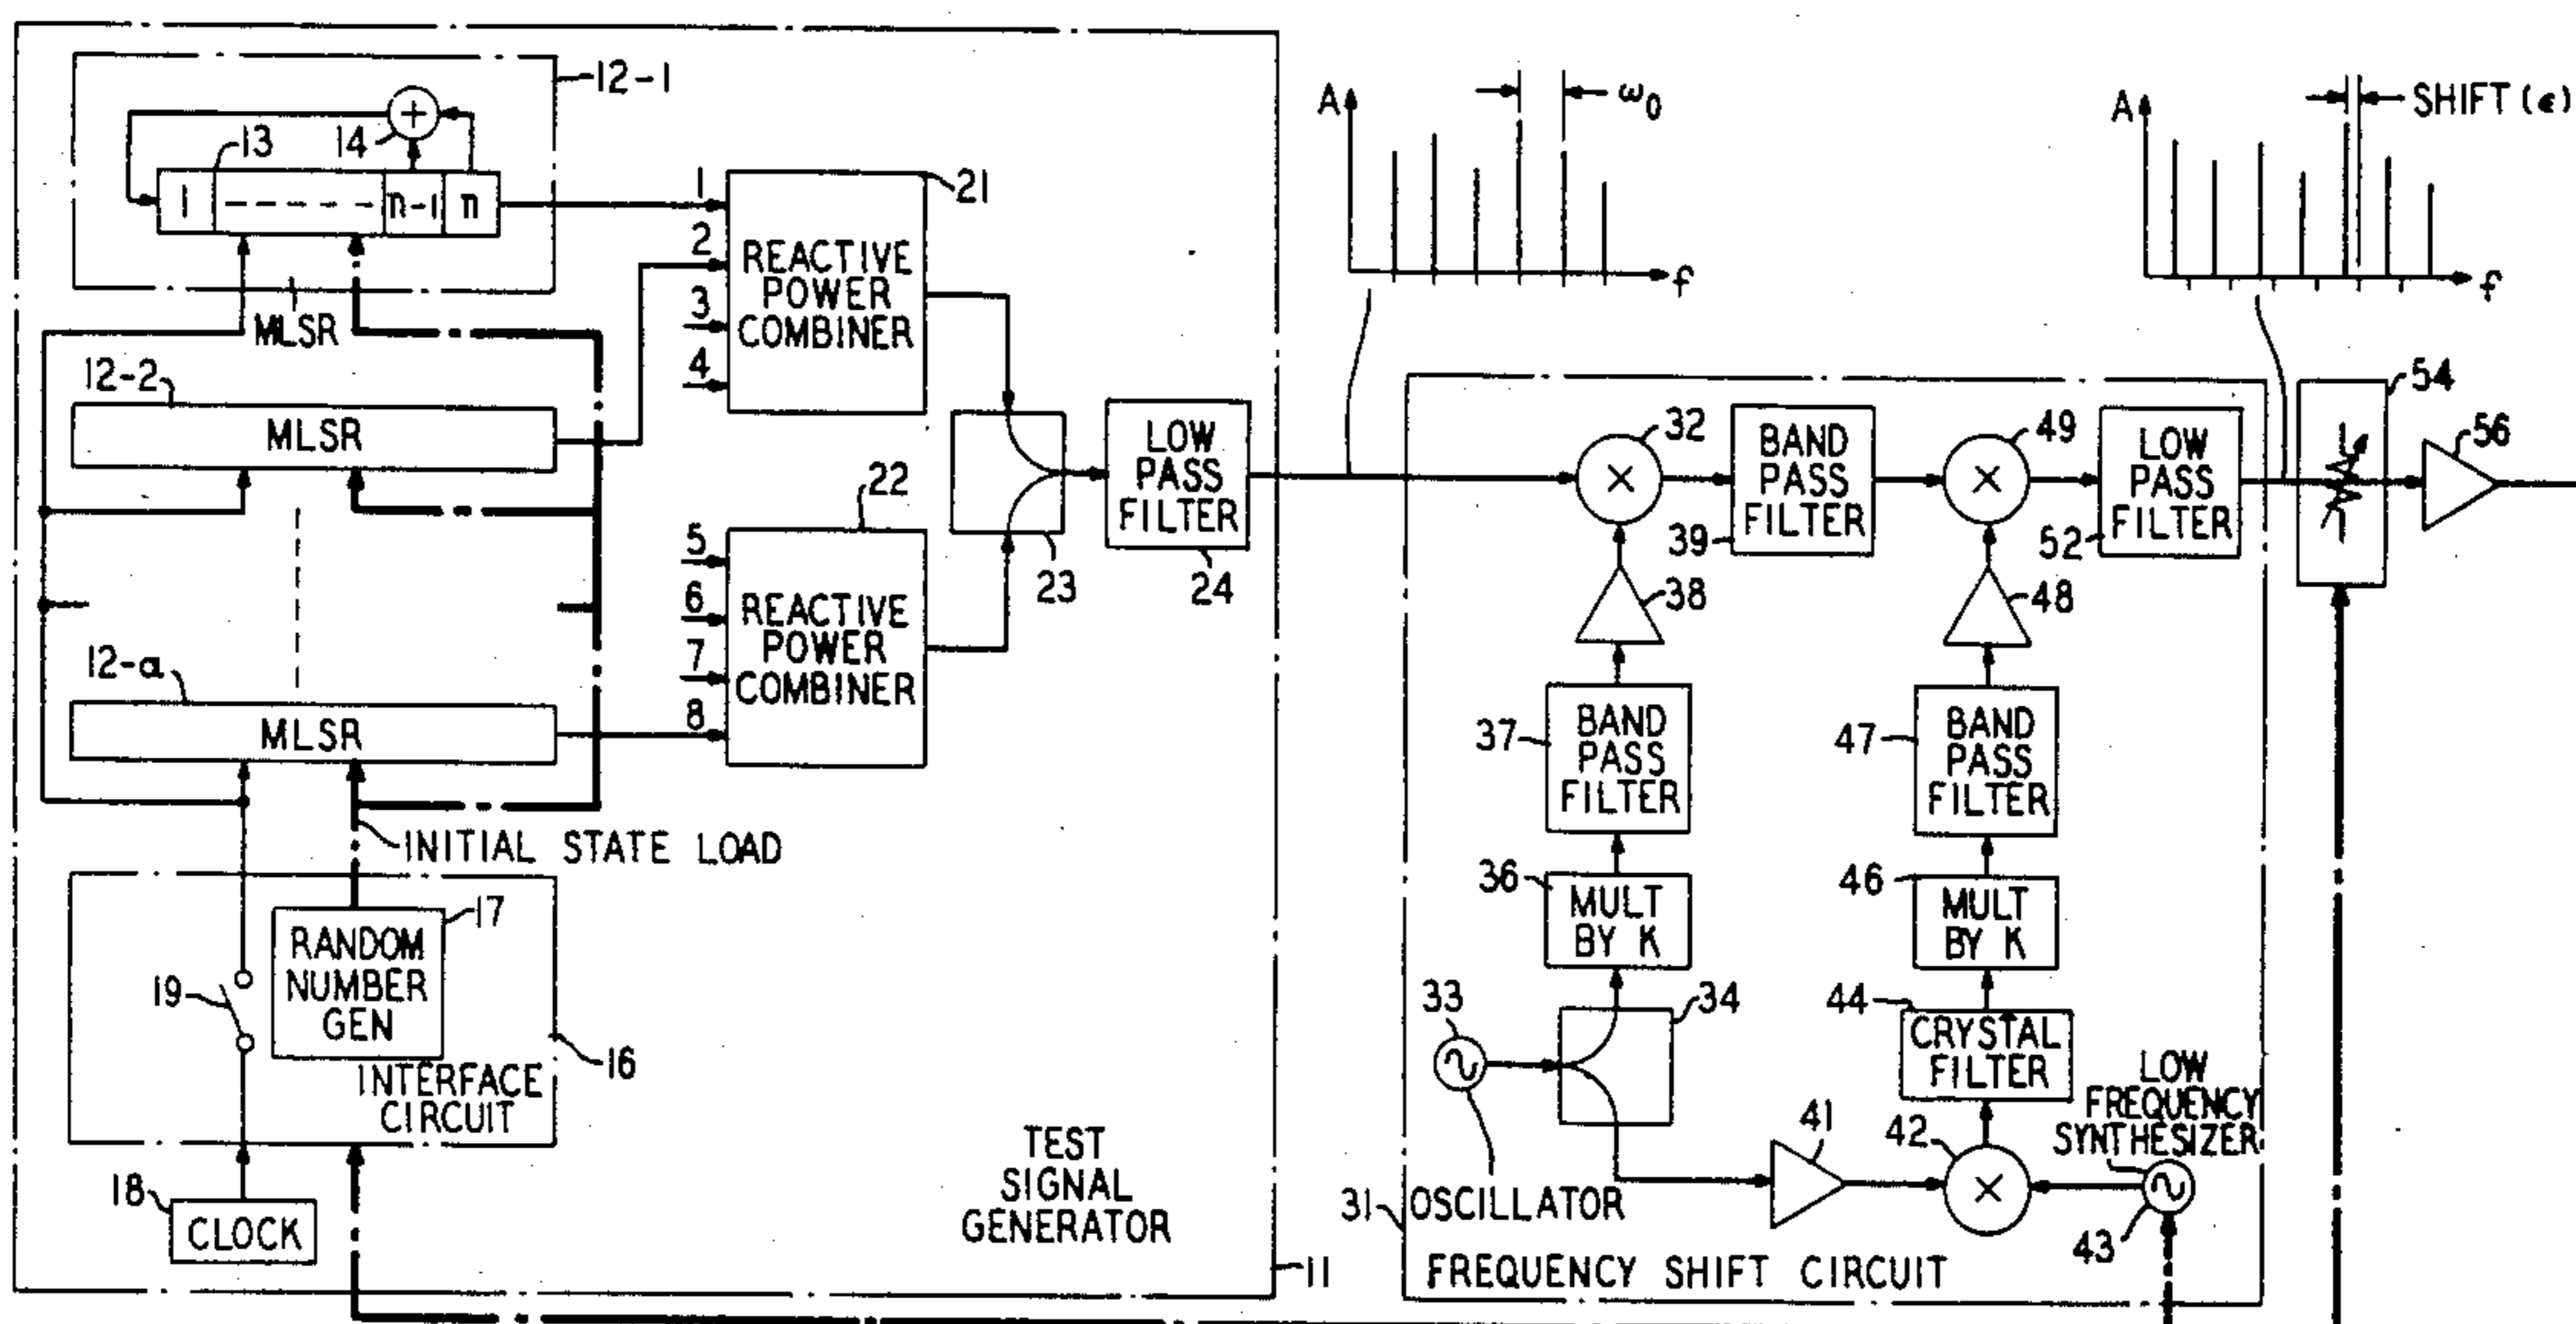 12-1
+
14
13
1
n-1
n
MLSR
12-2
MLSR
12-a
MLSR
INITIAL STATE LOAD
17
RANDOM
NUMBER
GEN
19
INTERFACE
CIRCUIT
16
18
CLOCK
1
2
3
4
21
REACTIVE
POWER
COMBINER
5
6
7
8
22
REACTIVE
POWER
COMBINER
23
LOW
PASS
FILTER
24
TEST
SIGNAL
GENERATOR
11
A
ω0
f
A
SHIFT (ϵ)
f
32
×
BAND
PASS
FILTER
39
49
×
LOW
PASS
FILTER
52
54
56
38
48
37
BAND
PASS
FILTER
47
BAND
PASS
FILTER
36
MULT
BY K
46
MULT
BY K
33
34
44
CRYSTAL
FILTER
LOW
FREQUENCY
SYNTHESIZER
41
42
×
43
31
OSCILLATOR
FREQUENCY SHIFT CIRCUIT